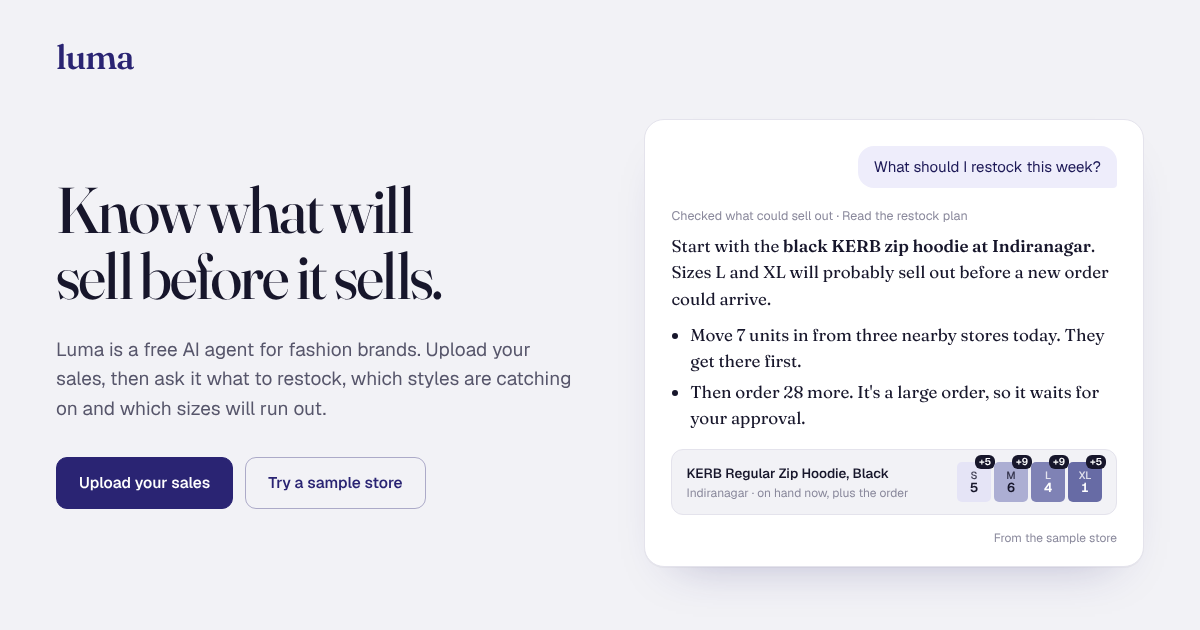 luma
Know what will
sell before it sells.
Luma is a free AI agent for fashion brands. Upload your
sales, then ask it what to restock, which styles are catching
on and which sizes will run out.
Upload your sales
Try a sample store
What should I restock this week?
Checked what could sell out · Read the restock plan
Start with the black KERB zip hoodie at Indiranagar.
Sizes L and XL will probably sell out before a new order
could arrive.
• Move 7 units in from three nearby stores today. They
get there first.
• Then order 28 more. It's a large order, so it waits for
your approval.
KERB Regular Zip Hoodie, Black
Indiranagar · on hand now, plus the order
+5 +9 +9 +5
S M L XL
5 6 4 1
From the sample store